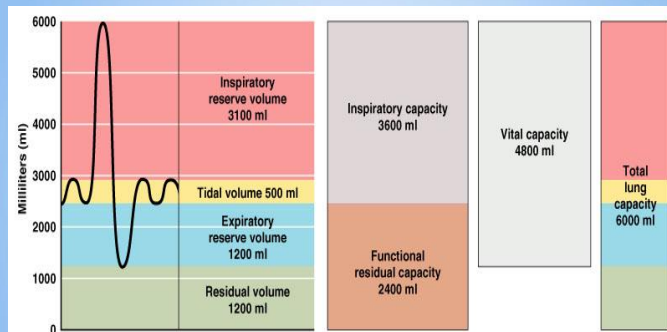 Milliliters (ml)
6000
5000
4000
3000
2000
1000
0
Inspiratory
reserve volume
3100 ml
Tidal volume 500 ml
Expiratory
reserve volume
1200 ml
Residual volume
1200 ml
Inspiratory capacity
3600 ml
Functional
residual capacity
2400 ml
Vital capacity
4800 ml
Total
lung
capacity
6000 ml